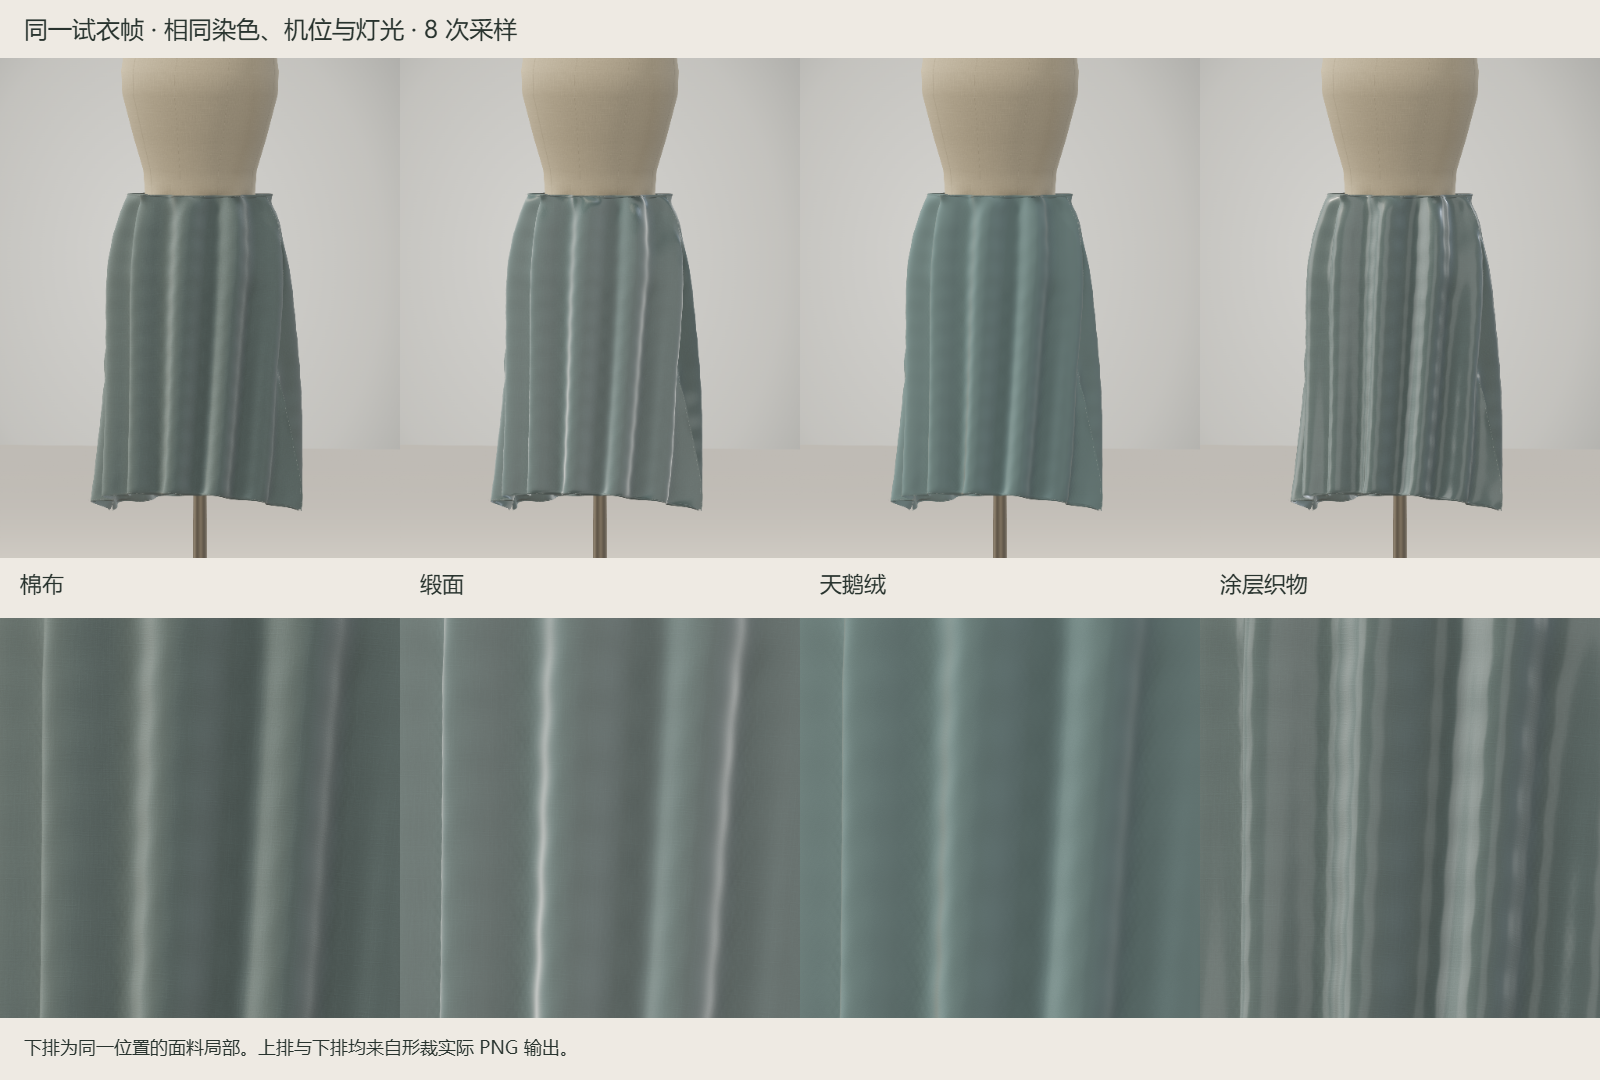 同一试衣帧 · 相同染色、机位与灯光 · 8 次采样
棉布
缎面
天鹅绒
涂层织物
下排为同一位置的面料局部。上排与下排均来自形裁实际 PNG 输出。